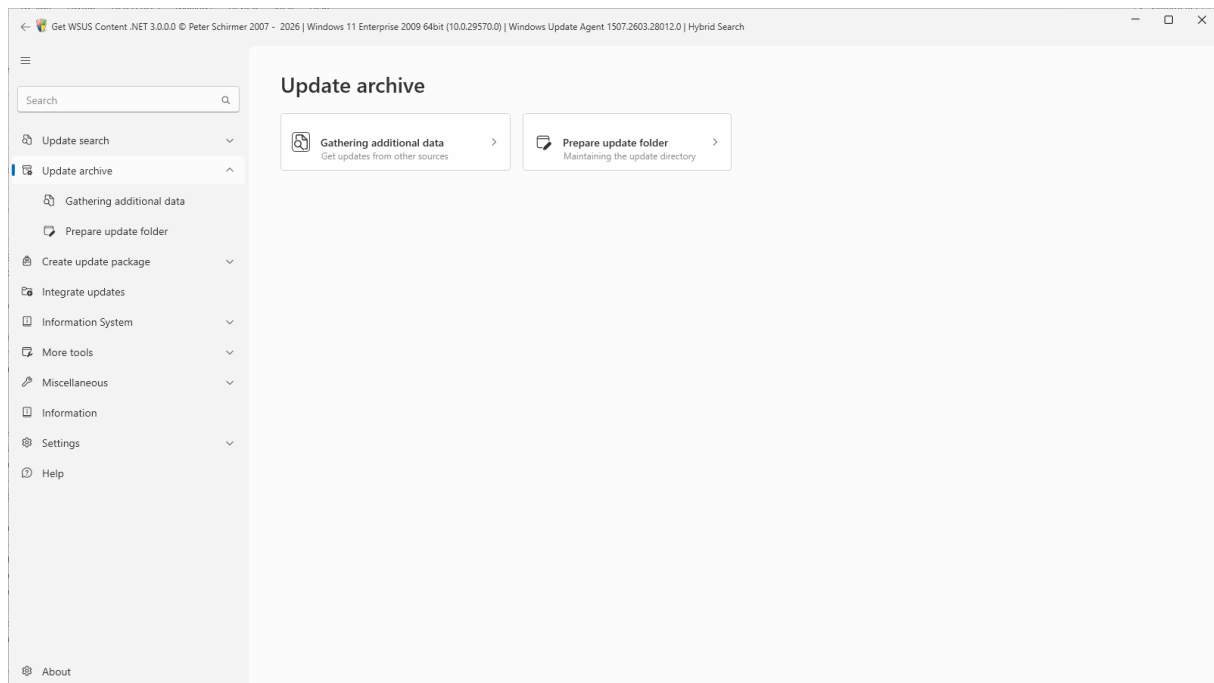 Get WSUS Content .NET 3.0.0.0 © Peter Schirmer 2007 - 2026 | Windows 11 Enterprise 2009 64bit (10.0.29570.0) | Windows Update Agent 1507.2603.28012.0 | Hybrid Search
Search
Update search
Update archive
Gathering additional data
Prepare update folder
Create update package
Integrate updates
Information System
More tools
Miscellaneous
Information
Settings
Help
About
Update archive
Gathering additional data
Get updates from other sources
Prepare update folder
Maintaining the update directory